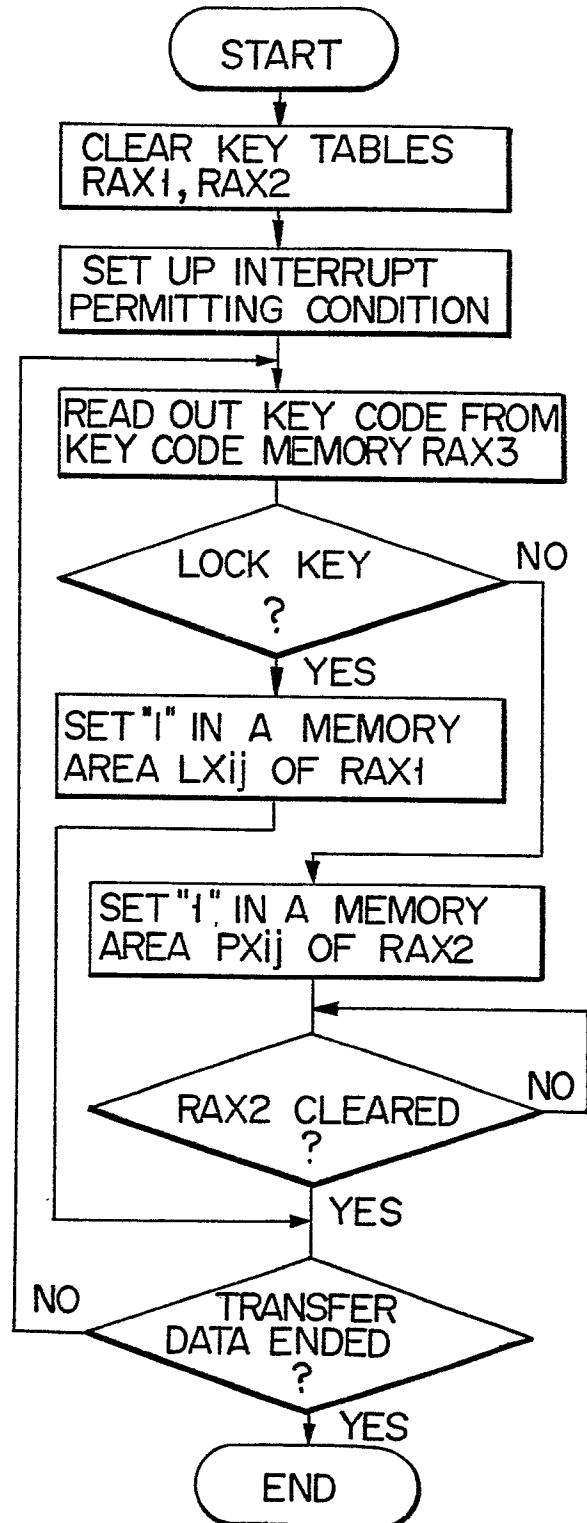 START
CLEAR KEY TABLES
RAX1, RAX2
SET UP INTERRUPT
PERMITTING CONDITION
READ OUT KEY CODE FROM
KEY CODE MEMORY RAX3
LOCK KEY
?
NO
YES
SET "1" IN A MEMORY
AREA LXij OF RAX1
SET "1" IN A MEMORY
AREA PXij OF RAX2
RAX2 CLEARED
?
NO
YES
NO
TRANSFER
DATA ENDED
?
YES
END